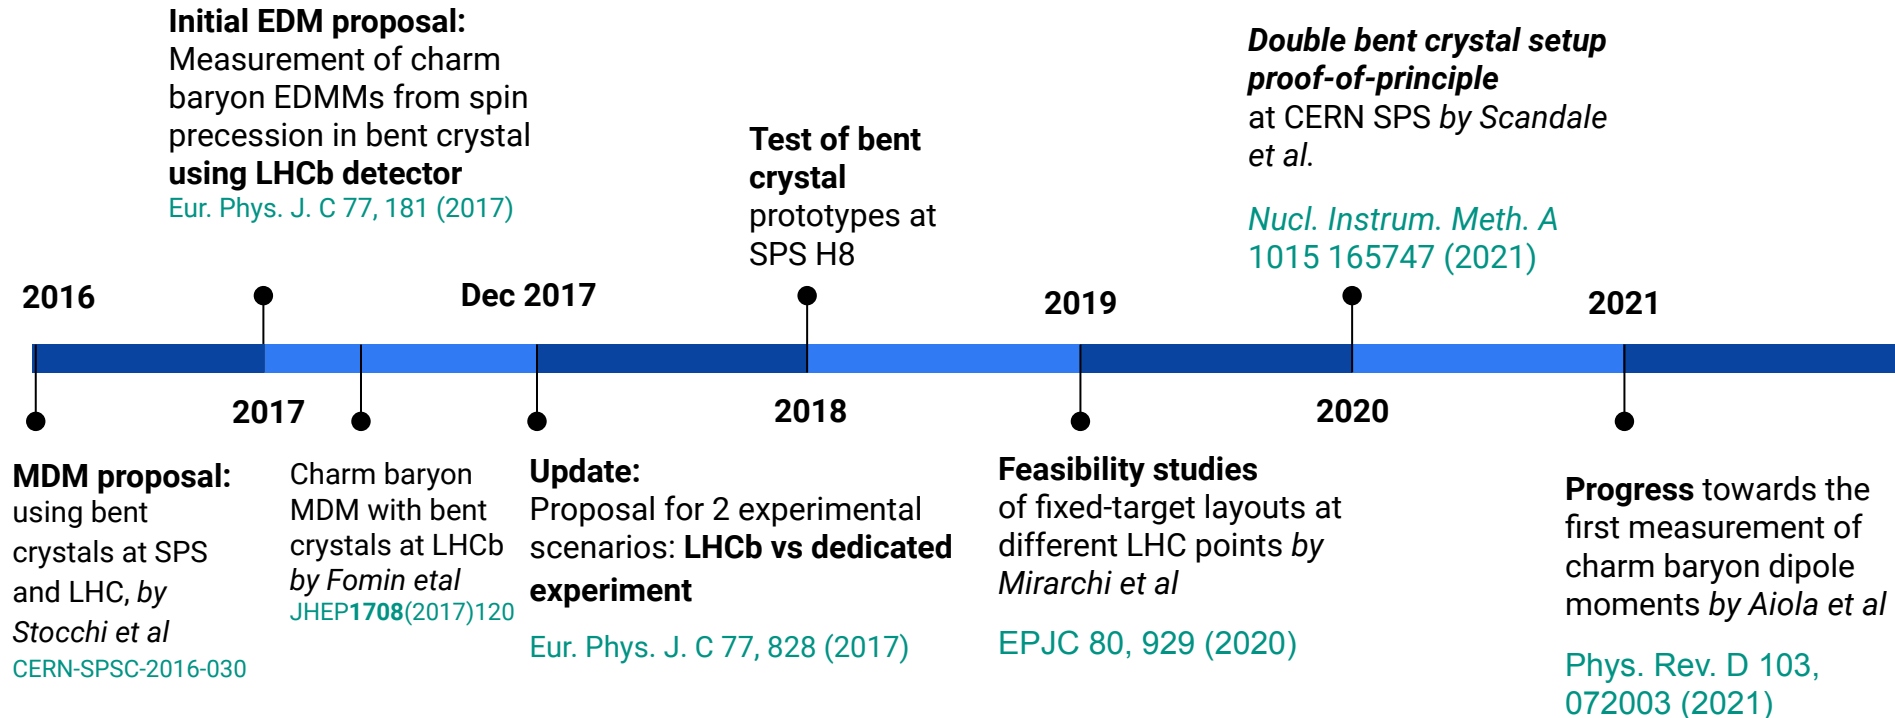 Initial EDM proposal:
Measurement of charm
baryon EDMMs from spin
precession in bent crystal
using LHCb detector
Eur. Phys. J. C 77, 181 (2017)
Test of bent
crystal
prototypes at
SPS H8
Double bent crystal setup
proof-of-principle
at CERN SPS by Scandale
et al.
Nucl. Instrum. Meth. A
1015 165747 (2021)
2016
Dec 2017
2019
2021
2017
2018
2020
MDM proposal:
using bent
crystals at SPS
and LHC, by
Stocchi et al
CERN-SPSC-2016-030
Charm baryon
MDM with bent
crystals at LHCb
by Fomin etal
JHEP1708(2017)120
Update:
Proposal for 2 experimental
scenarios: LHCb vs dedicated
experiment
Eur. Phys. J. C 77, 828 (2017)
Feasibility studies
of fixed-target layouts at
different LHC points by
Mirarchi et al
EPJC 80, 929 (2020)
Progress towards the
first measurement of
charm baryon dipole
moments by Aiola et al
Phys. Rev. D 103,
072003 (2021)